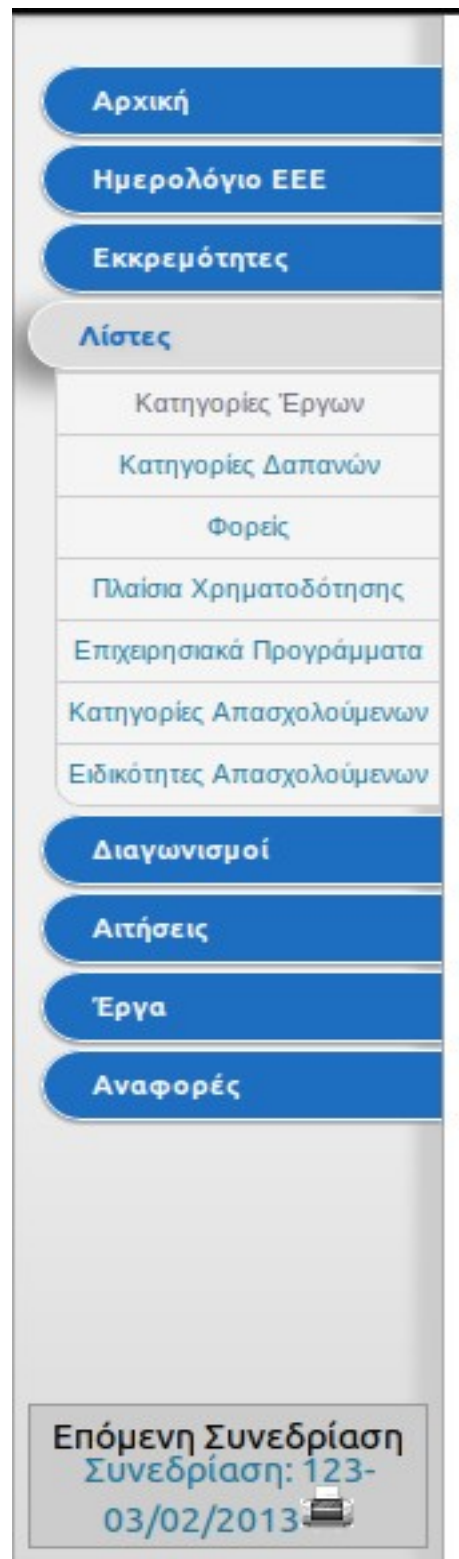 Αρχική
Ημερολόγιο ΕΕΕ
Εκκρεμότητες
Λίστες
Κατηγορίες Έργων
Κατηγορίες Δαπανών
Φορείς
Πλαίσια Χρηματοδότησης
Επιχειρησιακά Προγράμματα
Κατηγορίες Απασχολούμενων
Ειδικότητες Απασχολούμενων
Διαγωνισμοί
Αιτήσεις
Έργα
Αναφορές
Επόμενη Συνεδρίαση
Συνεδρίαση: 123-
03/02/2013